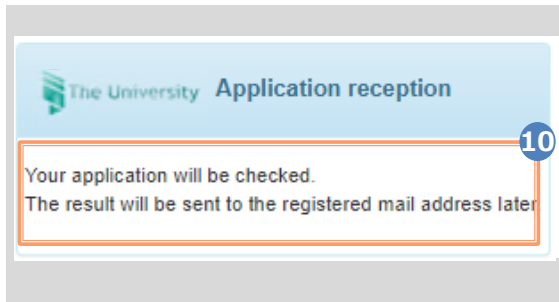 The University Application reception
10
Your application will be checked.
The result will be sent to the registered mail address later